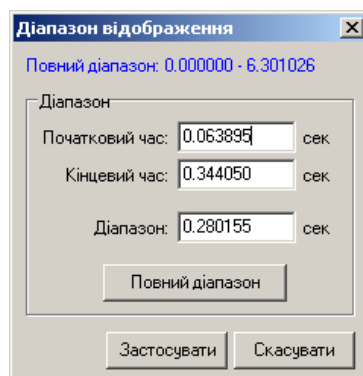 Діапазон відображення
Повний діапазон: 0.000000 - 6.301026
Діапазон
Початковий час: 0.063895 сек
Кінцевий час: 0.344050 сек
Діапазон: 0.280155 сек
Повний діапазон
Застосувати Скасувати